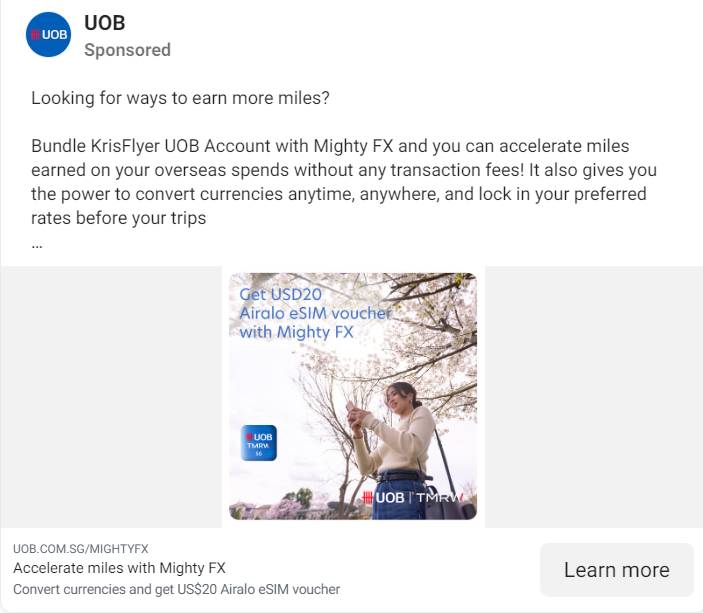 UOB
UOB
Sponsored
Looking for ways to earn more miles?
Bundle KrisFlyer UOB Account with Mighty FX and you can accelerate miles
earned on your overseas spends without any transaction fees! It also gives you
the power to convert currencies anytime, anywhere, and lock in your preferred
rates before your trips
...
Get USD20
Airalo eSIM voucher
with Mighty FX
UOB
TMRW
SG
UOB | TMRW
UOB.COM.SG/MIGHTYFX
Accelerate miles with Mighty FX
Convert currencies and get US$20 Airalo eSIM voucher
Learn more